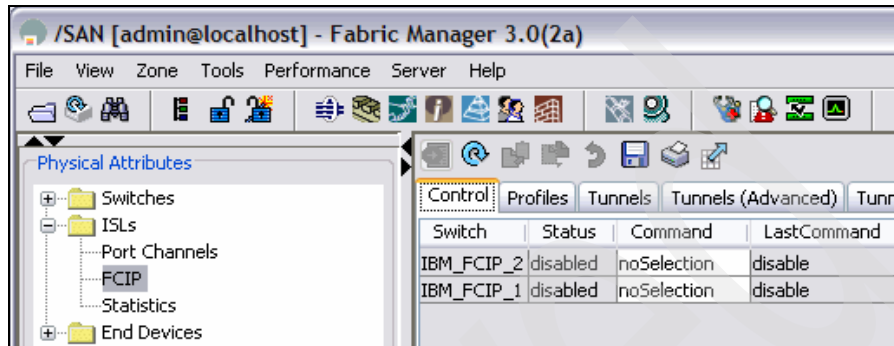 /SAN [admin@localhost] - Fabric Manager 3.0(2a)
File View Zone Tools Performance Server Help
Physical Attributes
Switches
ISLs
Port Channels
FCIP
Statistics
End Devices
Control Profiles Tunnels Tunnels (Advanced) Tunn
Switch Status Command LastCommand
IBM_FCIP_2 disabled noSelection disable
IBM_FCIP_1 disabled noSelection disable